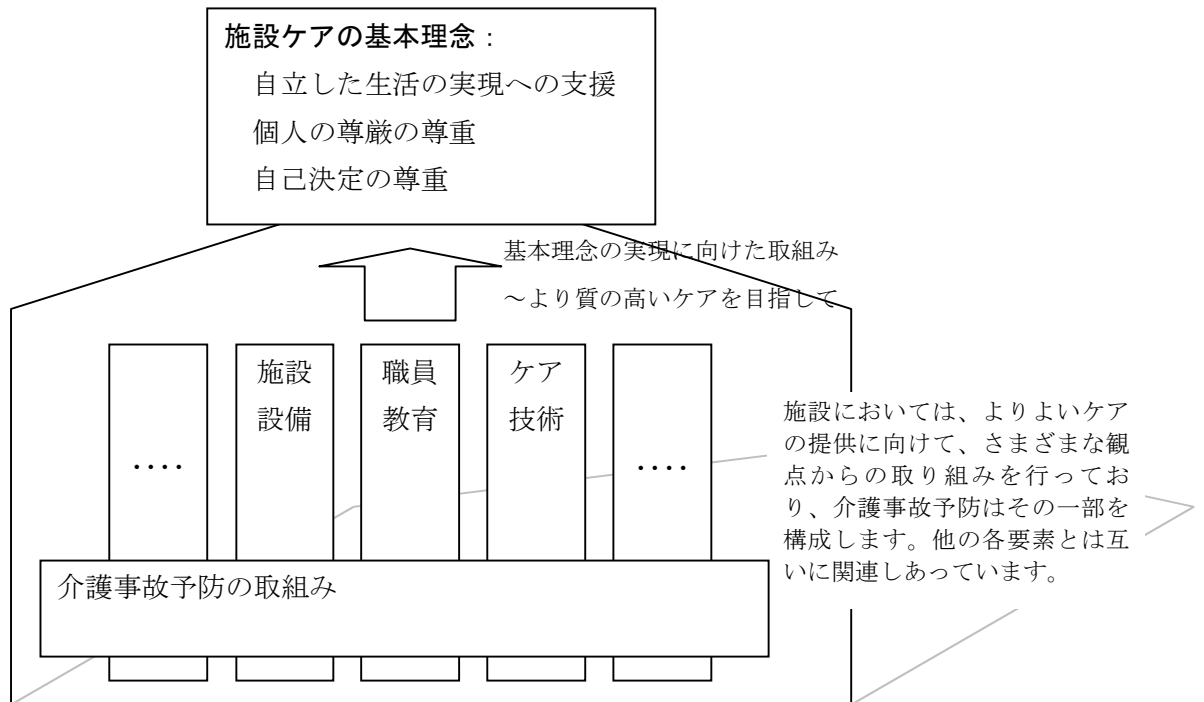 施設ケアの基本理念：
自立した生活の実現への支援
個人の尊厳の尊重
自己決定の尊重
基本理念の実現に向けた取組み
～より質の高いケアを目指して
‥‥
施設
設備
職員
教育
ケア
技術
‥‥
施設においては、よりよいケア
の提供に向けて、さまざまな観
点からの取り組みを行ってお
り、介護事故予防はその一部を
構成します。他の各要素とは互
いに関連しあっています。
介護事故予防の取組み